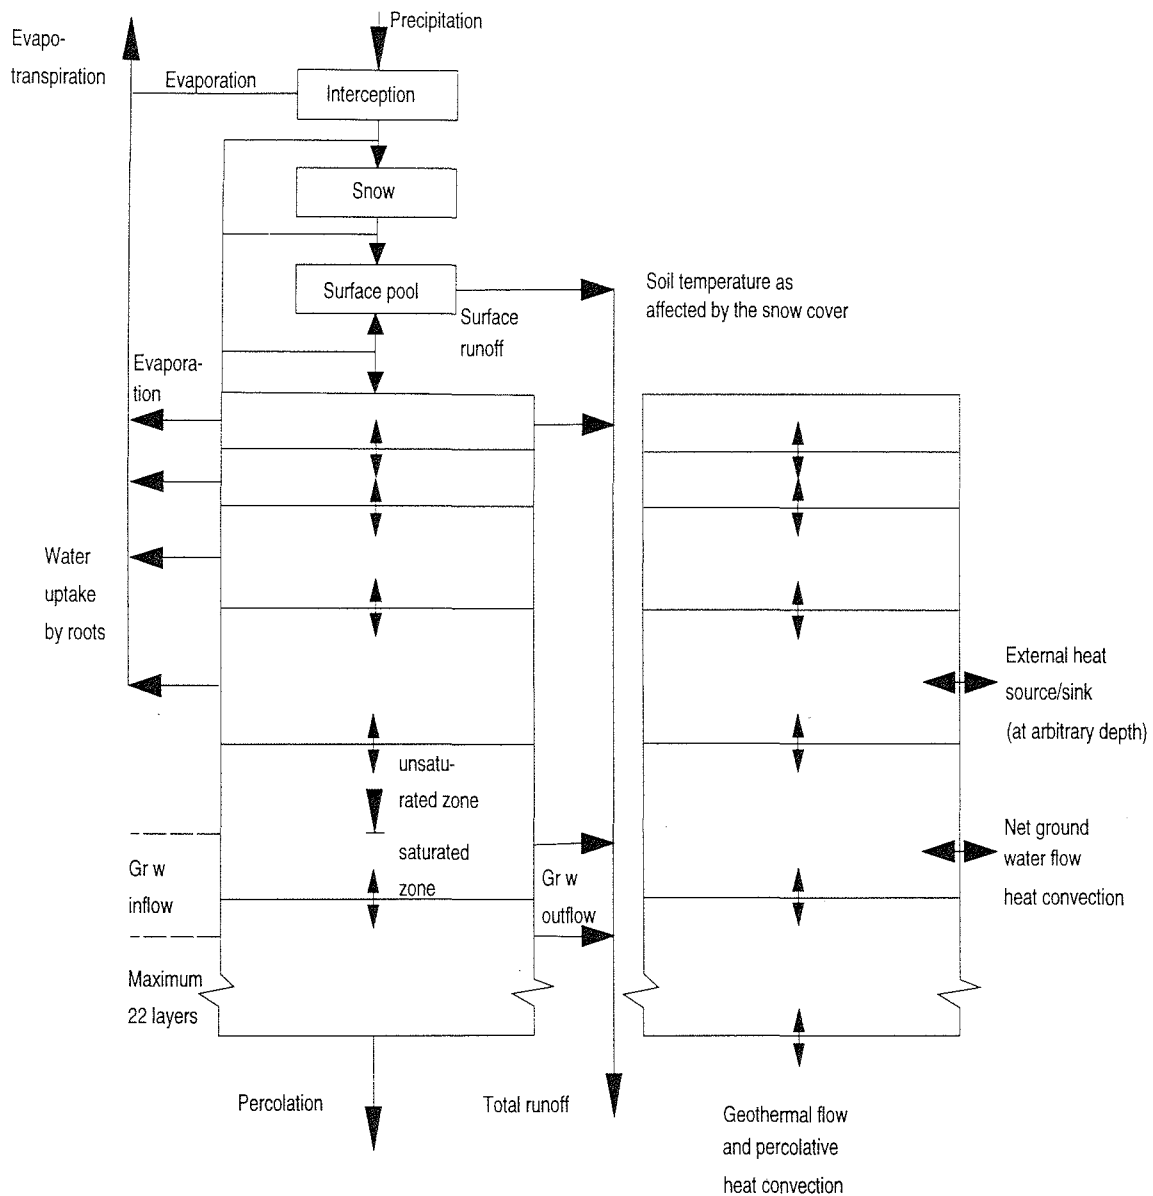 Precipitation
Evapo-
transpiration
Evaporation
Interception
Snow
Surface pool
Surface
runoff
Soil temperature as
affected by the snow cover
Evapora-
tion
Water
uptake
by roots
External heat
source/sink
(at arbitrary depth)
unsatu-
rated zone
saturated
zone
Gr w
inflow
Gr w
outflow
Net ground
water flow
heat convection
Maximum
22 layers
Percolation
Total runoff
Geothermal flow
and percolative
heat convection